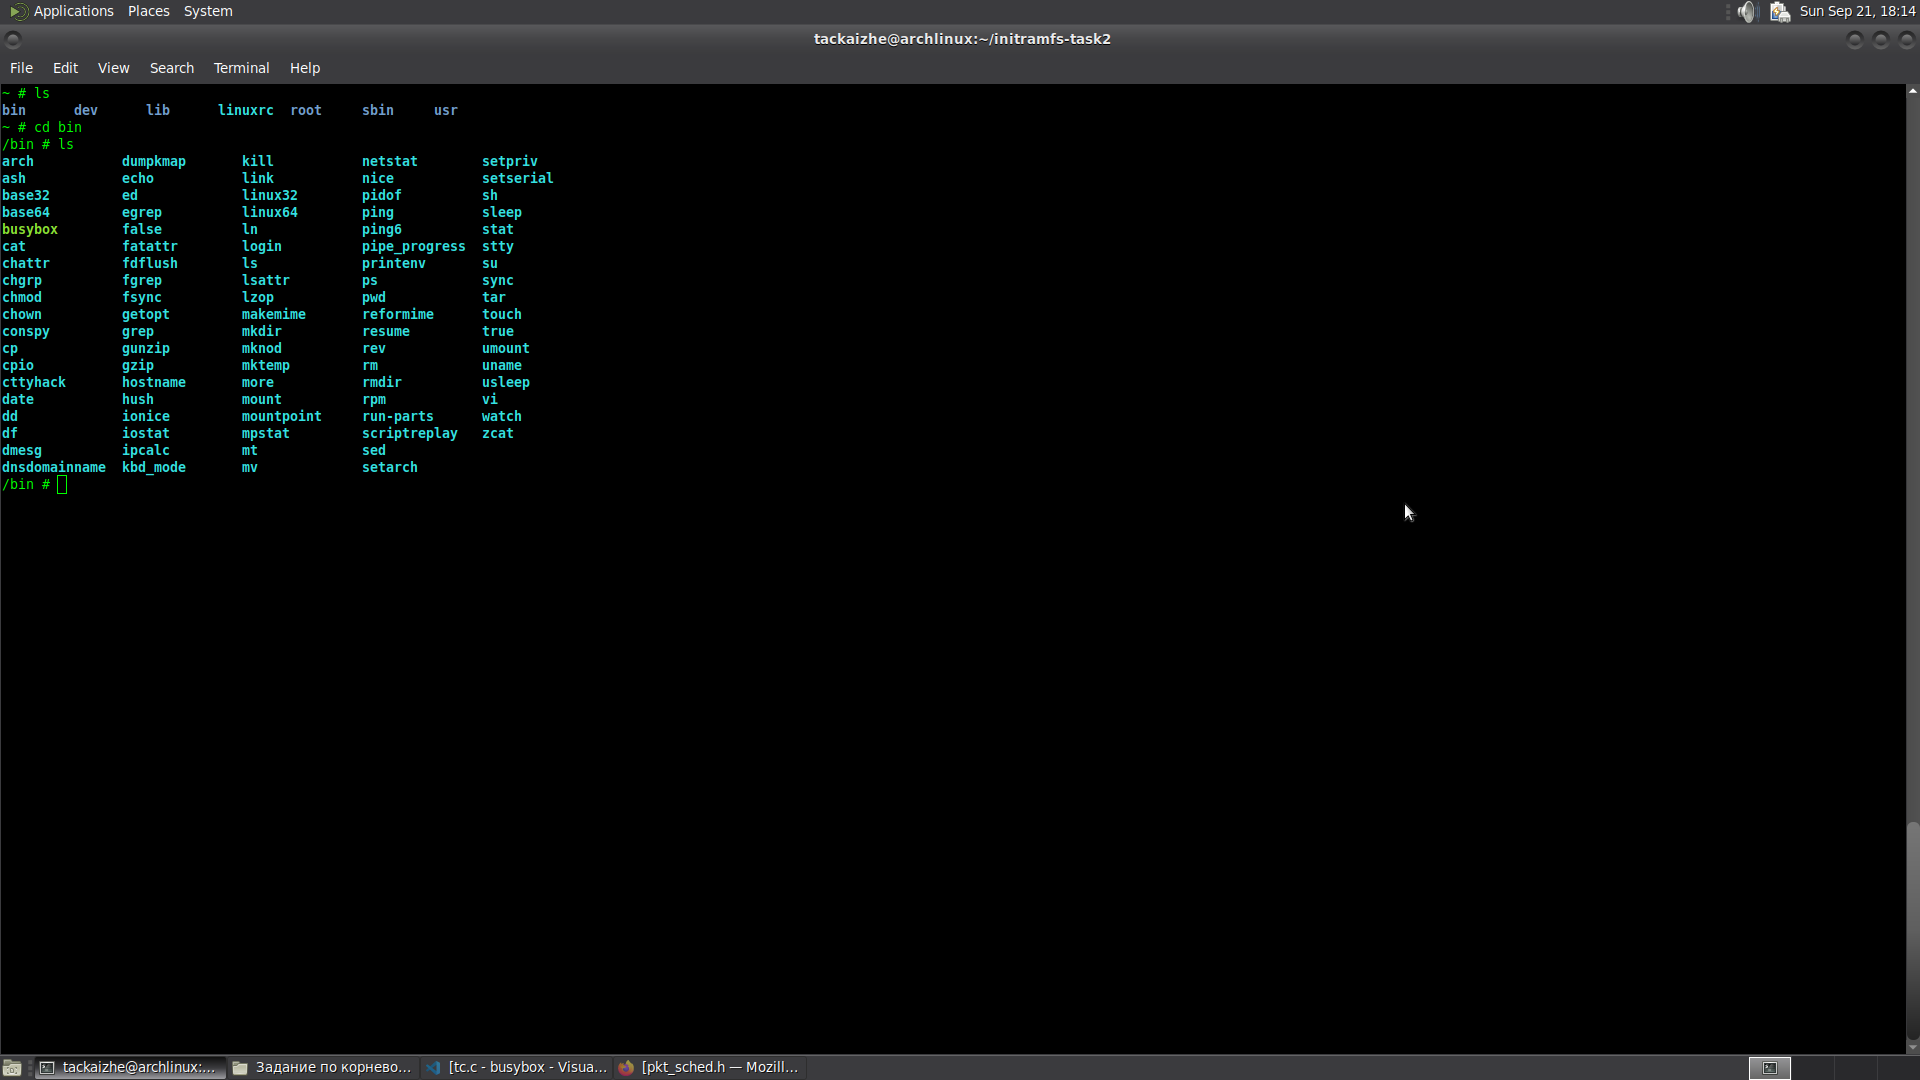 Applications Places System Sun Sep 21, 18:14
tackaizhe@archlinux:~/initramfs-task2
File Edit View Search Terminal Help
~ # ls
bin dev lib linuxrc root sbin usr
~ # cd bin
/bin # ls
arch dumpkmap kill netstat setpriv
ash echo link nice setserial
base32 ed linux32 pidof sh
base64 egrep linux64 ping sleep
busybox false ln ping6 stat
cat fatattr login pipe_progress stty
chattr fdflush ls printenv su
chgrp fgrep lsattr ps sync
chmod fsync lzop pwd tar
chown getopt makemime reformime touch
conspy grep mkdir resume true
cp gunzip mknod rev umount
cpio gzip mktemp rm uname
cttyhack hostname more rmdir usleep
date hush mount rpm vi
dd ionice mountpoint run-parts watch
df iostat mpstat scriptreplay zcat
dmesg ipcalc mt sed
dnsdomainname kbd_mode mv setarch
/bin #
tackaizhe@archlinux:... Задание по корнево... [tc.c - busybox - Visua... [pkt_sched.h — Mozill...